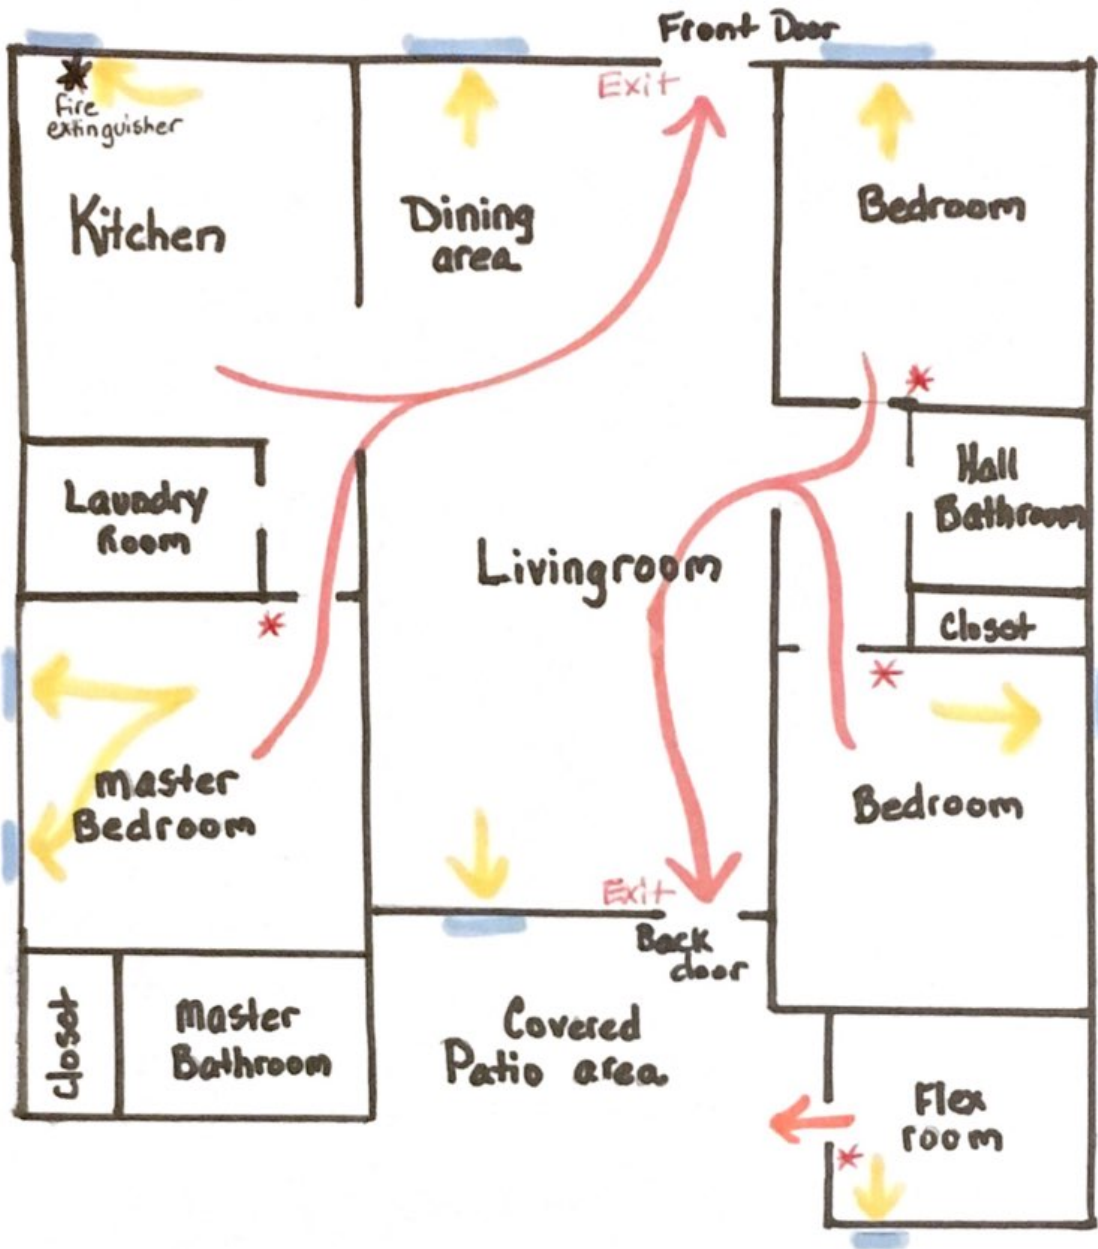 Front Door
Exit
fire
extinguisher
Kitchen
Dining
area
Bedroom
Laundry
Room
Hall
Bathroom
Livingroom
Closet
master
Bedroom
Bedroom
Exit
Back
door
Closet
Master
Bathroom
Covered
Patio area
Flex
room